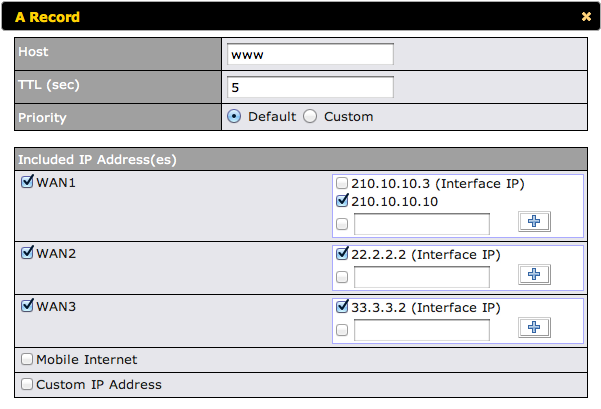 A Record
Host
www
TTL (sec)
5
Priority
Default
Custom
Included IP Address(es)
WAN1
210.10.10.3 (Interface IP)
210.10.10.10
WAN2
22.2.2.2 (Interface IP)
WAN3
33.3.3.2 (Interface IP)
Mobile Internet
Custom IP Address